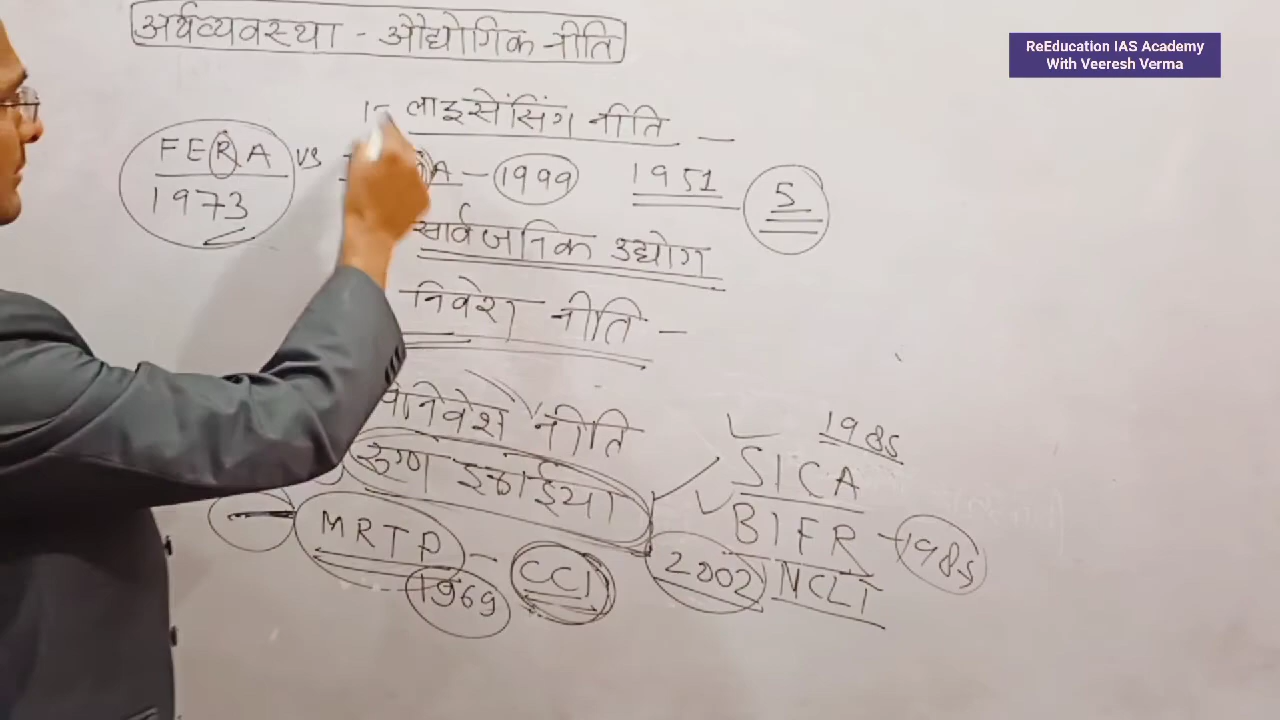 अर्थव्यवस्था - औद्योगिक नीति
ReEducation IAS Academy
With Veeresh Verma
लाइसेंसिंग नीति -
FERA vs
1973
A - 1999
1951
5
सार्वजनिक उद्योग
निवेश नीति -
नीति
रुग्ण इकाईया
1985
SICA
BIFR - 1985
MRTP - CCI
1969
2002 NCLT